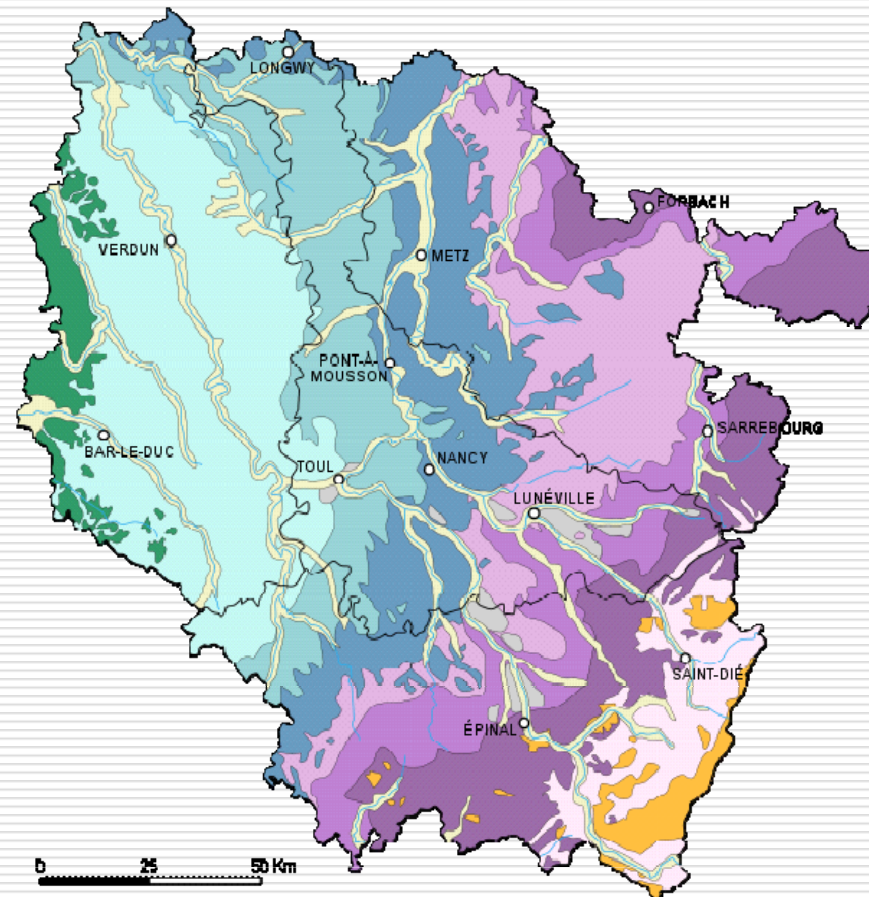 LONGWY
FORBACH
VERDUN
METZ
PONT-À-
MOUSSON
SARREBOURG
BAR-LE-DUC
TOUL
NANCY
LUNÉVILLE
SAINT-DIÉ
ÉPINAL
0 25 50 Km